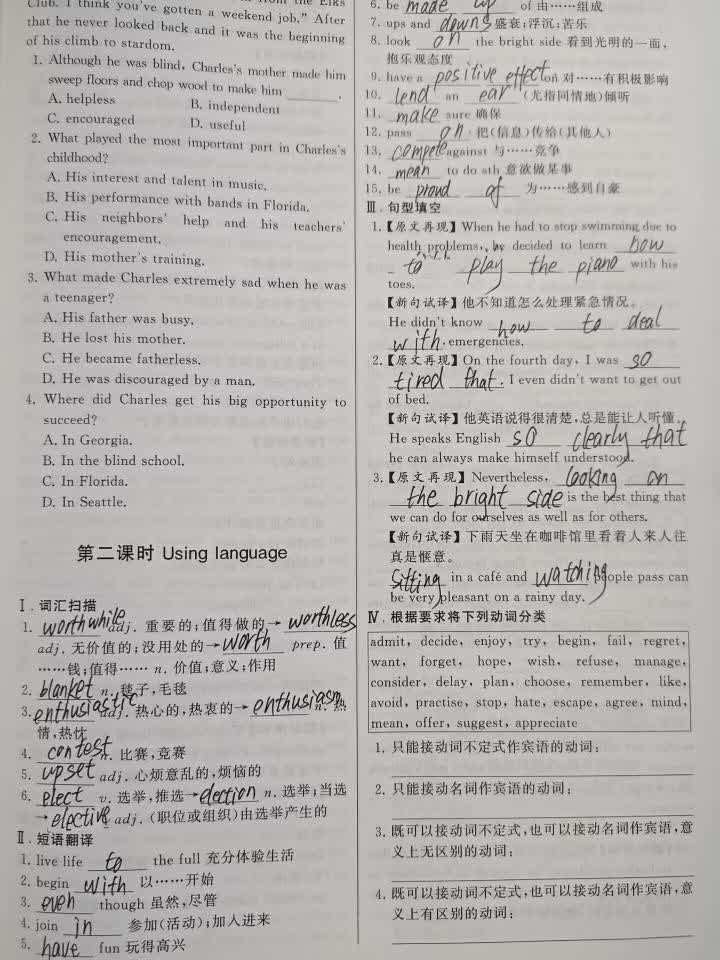 Club. I think you've gotten a weekend job." After
that he never looked back and it was the beginning
of his climb to stardom.
1. Although he was blind, Charles's mother made him
sweep floors and chop wood to make him ______.
A. helpless B. independent
C. encouraged D. useful
2. What played the most important part in Charles's
childhood?
A. His interest and talent in music.
B. His performance with bands in Florida.
C. His neighbors' help and his teachers'
encouragement.
D. His mother's training.
3. What made Charles extremely sad when he was
a teenager?
A. His father was busy.
B. He lost his mother.
C. He became fatherless.
D. He was discouraged by a man.
4. Where did Charles get his big opportunity to
succeed?
A. In Georgia.
B. In the blind school.
C. In Florida.
D. In Seattle.
第二课时 Using language
Ⅰ. 词汇扫描
1. worthwhile adj. 重要的;值得做的→ worthless
adj. 无价值的;没用处的→ worth prep. 值
……钱;值得…… n. 价值;意义;作用
2. blanket n. 毯子,毛毯
3. enthusiastic adj. 热心的,热衷的→ enthusiasm n. 热
情,热忱
4. contest n. 比赛,竞赛
5. upset adj. 心烦意乱的,烦恼的
6. elect v. 选举,推选→ election n. 选举;当选
→ elective adj. (职位或组织)由选举产生的
Ⅱ. 短语翻译
1. live life to the full 充分体验生活
2. begin with 以……开始
3. even though 虽然,尽管
4. join in 参加(活动);加入进来
5. have fun 玩得高兴
6. be made up of 由……组成
7. ups and downs 盛衰;浮沉;苦乐
8. look on the bright side 看到光明的一面,
抱乐观态度
9. have a positive effect on 对……有积极影响
10. lend an ear (尤指同情地)倾听
11. make sure 确保
12. pass on 把(信息)传给(其他人)
13. compete against 与……竞争
14. mean to do sth 意欲做某事
15. be proud of 为……感到自豪
Ⅲ. 句型填空
1.【原文再现】When he had to stop swimming due to
health problems, he decided to learn how
to play the piano with his
toes.
【新句试译】他不知道怎么处理紧急情况。
He didn't know how to deal
with emergencies.
2.【原文再现】On the fourth day, I was so
tired that I even didn't want to get out
of bed.
【新句试译】他英语说得很清楚,总是能让人听懂。
He speaks English so clearly that
he can always make himself understood.
3.【原文再现】Nevertheless, looking on
the bright side is the best thing that
we can do for ourselves as well as for others.
【新句试译】下雨天坐在咖啡馆里看着人来人往
真是惬意。
Sitting in a café and watching people pass can
be very pleasant on a rainy day.
Ⅳ. 根据要求将下列动词分类
admit, decide, enjoy, try, begin, fail, regret,
want, forget, hope, wish, refuse, manage,
consider, delay, plan, choose, remember, like,
avoid, practise, stop, hate, escape, agree, mind,
mean, offer, suggest, appreciate
1. 只能接动词不定式作宾语的动词:
2. 只能接动名词作宾语的动词:
3. 既可以接动词不定式,也可以接动名词作宾语,意
义上无区别的动词:
4. 既可以接动词不定式,也可以接动名词作宾语,意
义上有区别的动词: